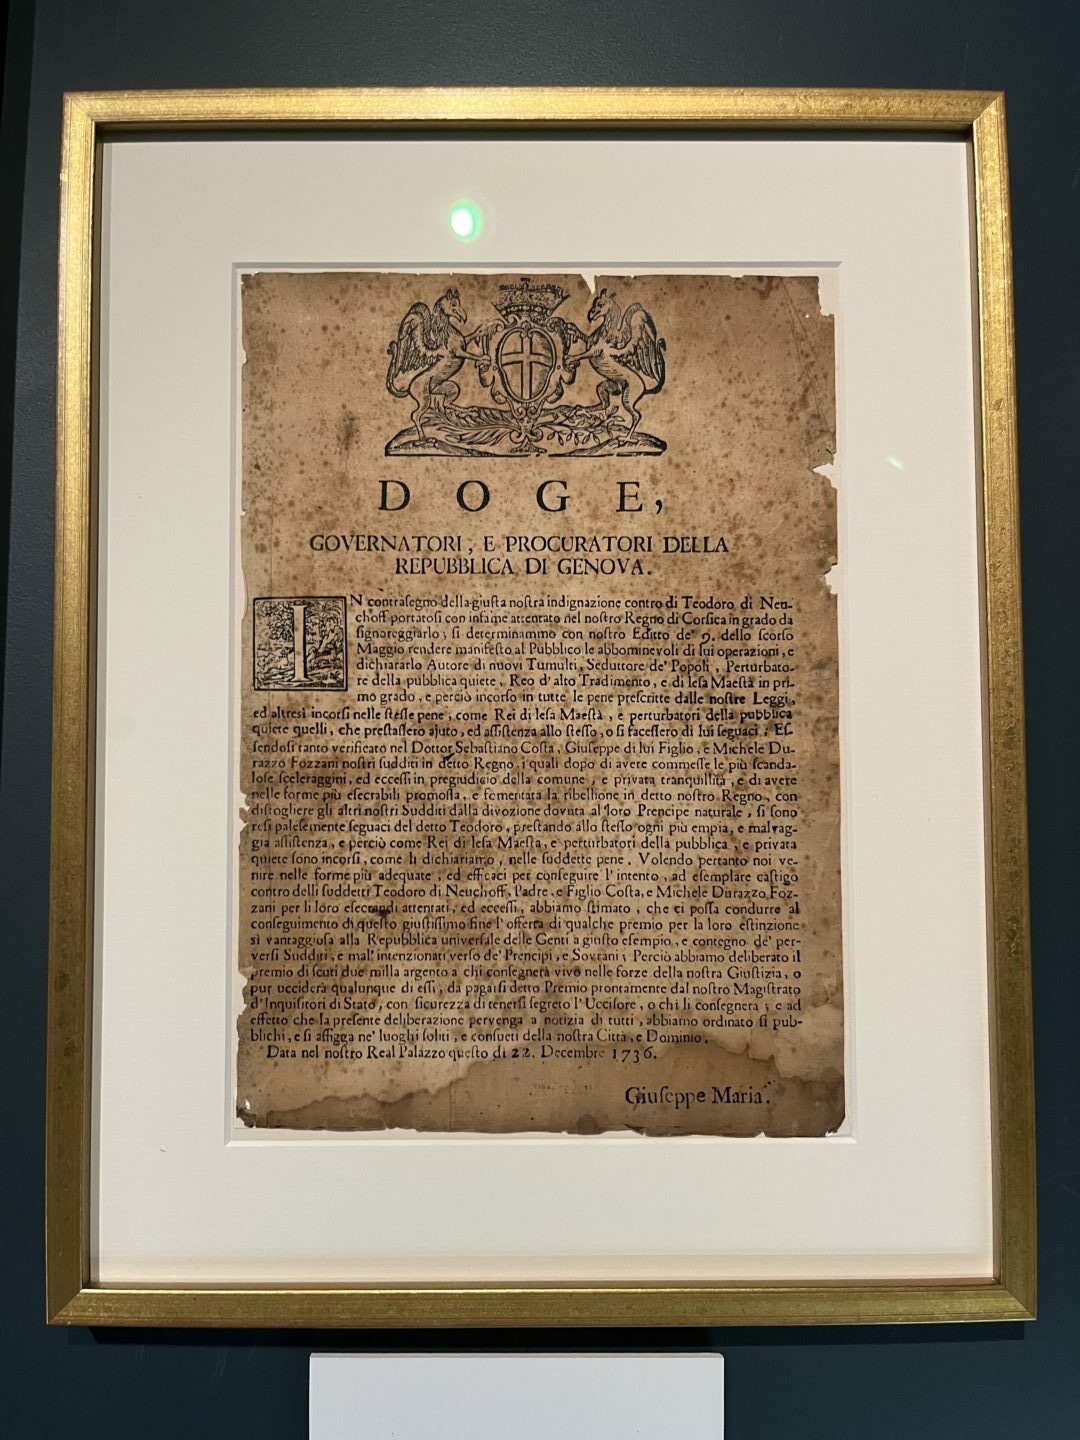 DOGE,
GOVERNATORI, E PROCURATORI DELLA
REPUBBLICA DI GENOVA.
IN contrasegno della giuſta noſtra indignazione contro di Teodoro di Neu-
choff portatoſi con infame attentato nel noſtro Regno di Corſica in grado da
ſignoreggiarlo; ſi determinammo con noſtro Editto de' 9. dello ſcorſo
Maggio rendere manifeſto al Pubblico le abbominevoli di lui operazioni, e
dichiararlo Autore di nuovi Tumulti, Seduttore de' Popoli, Perturbato-
re della pubblica quiete, Reo d' alto Tradimento, e di leſa Maeſtà in pri-
mo grado, e perciò incorſo in tutte le pene preſcritte dalle noſtre Leggi,
ed altresì incorſi nelle ſteſſe pene, come Rei di leſa Maeſtà, e perturbatori della pubblica
quiete quelli, che preſtaſſero ajuto, ed aſſiſtenza allo ſteſſo, o ſi faceſſero di lui ſeguaci; Eſ-
ſendoſi tanto verificato nel Dottor Sebaſtiano Coſta, Giuſeppe di lui Figlio, e Michele Du-
razzo Fozzani noſtri ſudditi in detto Regno, i quali dopo di avere commeſſe le più ſcanda-
loſe ſceleraggini, ed ecceſſi in pregiudicio della comune, e privata tranquillità, e di avere
nelle forme più eſecrabili promoſſa, e fomentata la ribellione in detto noſtro Regno, con
diſtogliere gli altri noſtri Sudditi dalla divozione dovuta al loro Prencipe naturale, ſi ſono
reſi paleſemente ſeguaci del detto Teodoro, preſtando allo ſteſſo ogni più empia, e malvag-
gia aſſiſtenza, e perciò come Rei di leſa Maeſtà, e perturbatori della pubblica, e privata
quiete ſono incorſi, come li dichiariamo, nelle ſuddette pene. Volendo pertanto noi ve-
nire nelle forme più adequate, ed efficaci per conſeguire l' intento, ad eſemplare caſtigo
contro delli ſuddetti Teodoro di Neuchoff, Padre, e Figlio Coſta, e Michele Durazzo Foz-
zani per li loro eſecrandi attentati, ed ecceſſi, abbiamo ſtimato, che ci poſſa condurre al
conſeguimento di queſto giuſtiſſimo fine l' offerta di qualche premio per la loro eſtinzione
sì vantaggioſa alla Repubblica univerſale delle Genti a giuſto eſempio, e contegno de' per-
verſi Sudditi, e mal' intenzionati verſo de' Prencipi, e Sovrani; Perciò abbiamo deliberato il
premio di ſcuti due milla argento a chi conſegnerà vivo nelle forze della noſtra Giuſtizia, o
pur ucciderà qualunque di eſſi, da pagarſi detto Premio prontamente dal noſtro Magiſtrato
d'Inquiſitori di Stato, con ſicurezza di tenerſi ſegreto l' Ucciſore, o chi li conſegnerà; e ad
effetto che la preſente deliberazione pervenga a notizia di tutti, abbiamo ordinato ſi pub-
blichi, e ſi affigga ne' luoghi ſoliti, e conſueti della noſtra Città, e Dominio.
Data nel noſtro Real Palazzo queſto dì 22. Decembre 1736.
Giuſeppe Maria.